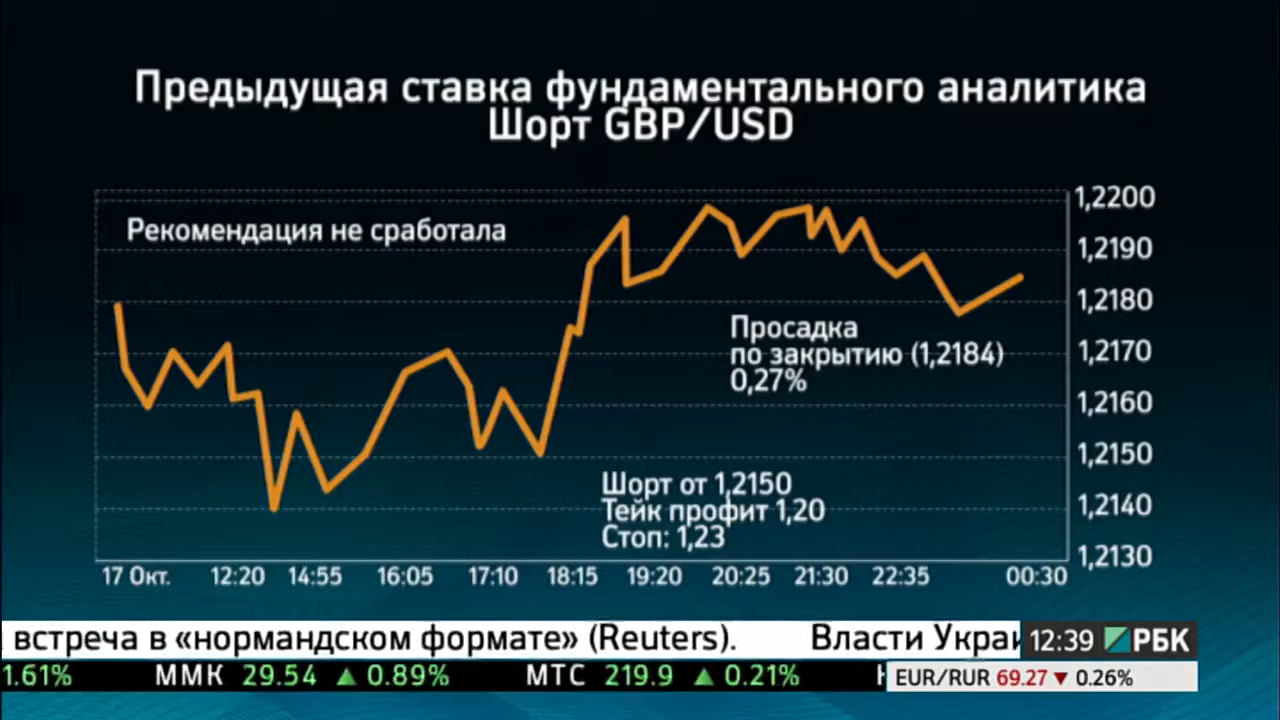 Предыдущая ставка фундаментального аналитика
Шорт GBP/USD
Рекомендация не сработала
1,2200
1,2190
1,2180
1,2170
1,2160
1,2150
1,2140
1,2130
Просадка
по закрытию (1,2184)
0,27%
Шорт от 1,2150
Тейк профит 1,20
Стоп: 1,23
17 Окт. 12:20 14:55 16:05 17:10 18:15 19:20 20:25 21:30 22:35 00:30
встреча в «нормандском формате» (Reuters). Власти Украи
12:39 РБК
1.61% ММК 29.54 ▲ 0.89% МТС 219.9 ▲ 0.21%
EUR/RUR 69.27 ▼ 0.26%